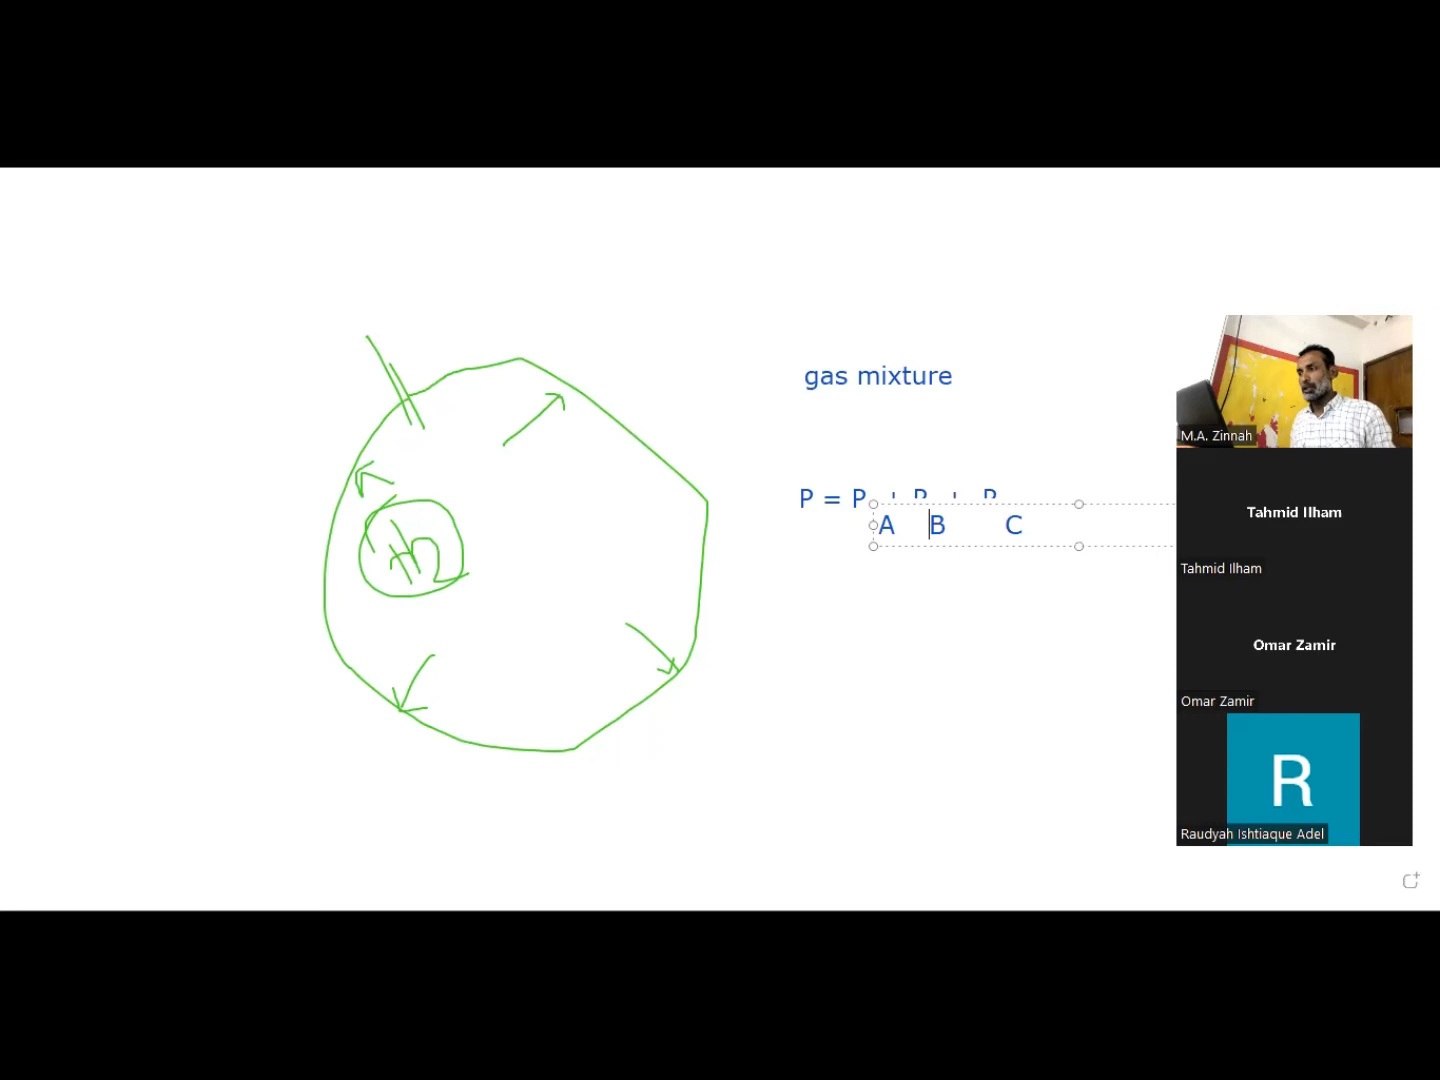 gas mixture
P = P + P + P
A B C
M.A. Zinnah
Tahmid Ilham
Tahmid Ilham
Omar Zamir
Omar Zamir
R
Raudyah Ishtiaque Adel